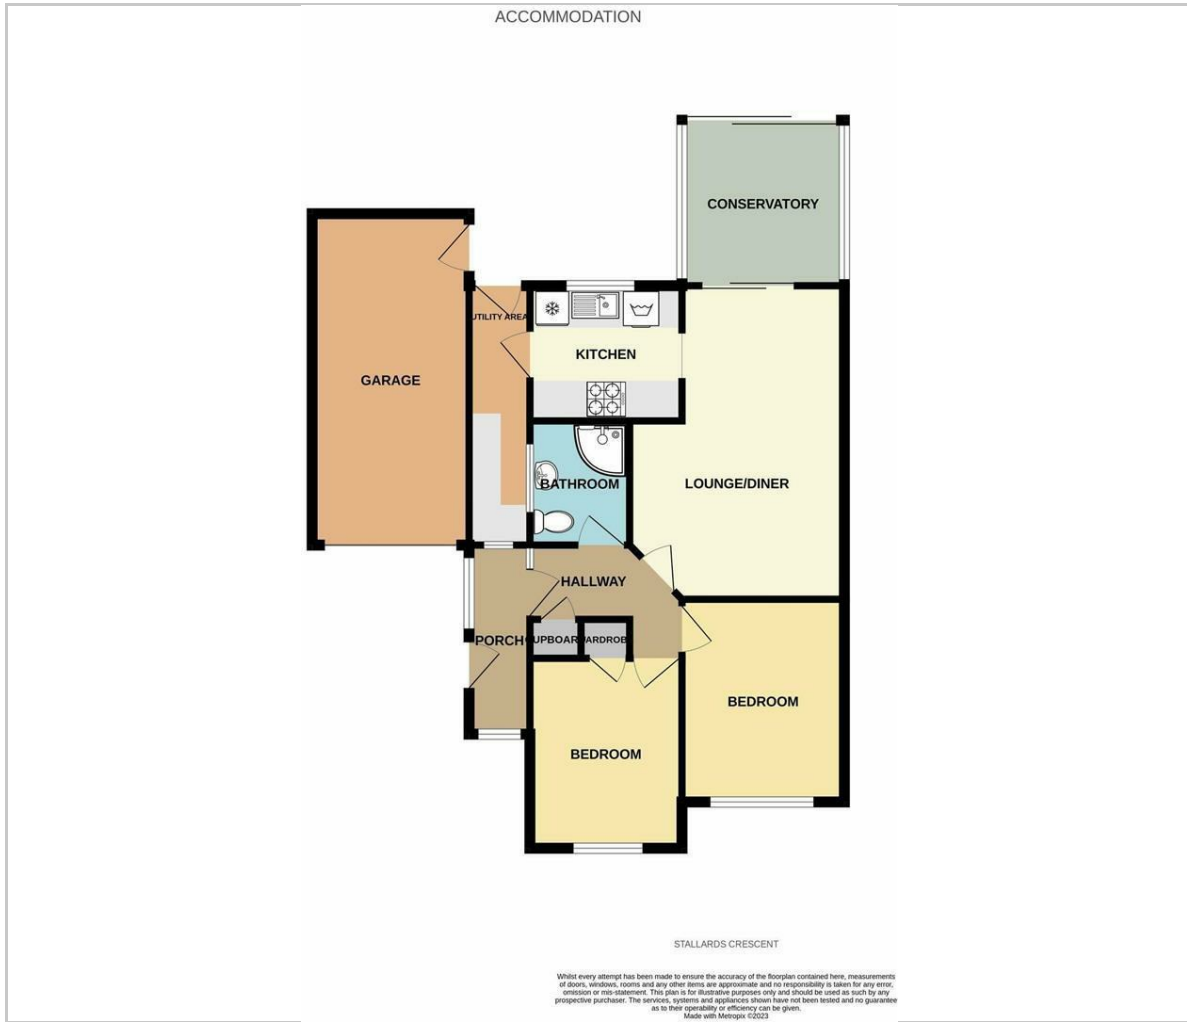 ACCOMMODATION
CONSERVATORY
UTILITY AREA
KITCHEN
GARAGE
BATHROOM
LOUNGE/DINER
HALLWAY
PORCH
UPBOAR
ARDROB
BEDROOM
BEDROOM
STALLARDS CRESCENT
Whilst every attempt has been made to ensure the accuracy of the floorplan contained here, measurements
of doors, windows, rooms and any other items are approximate and no responsibility is taken for any error,
omission or mis-statement. This plan is for illustrative purposes only and should be used as such by any
prospective purchaser. The services, systems and appliances shown have not been tested and no guarantee
as to their operability or efficiency can be given.
Made with Metropix ©2023